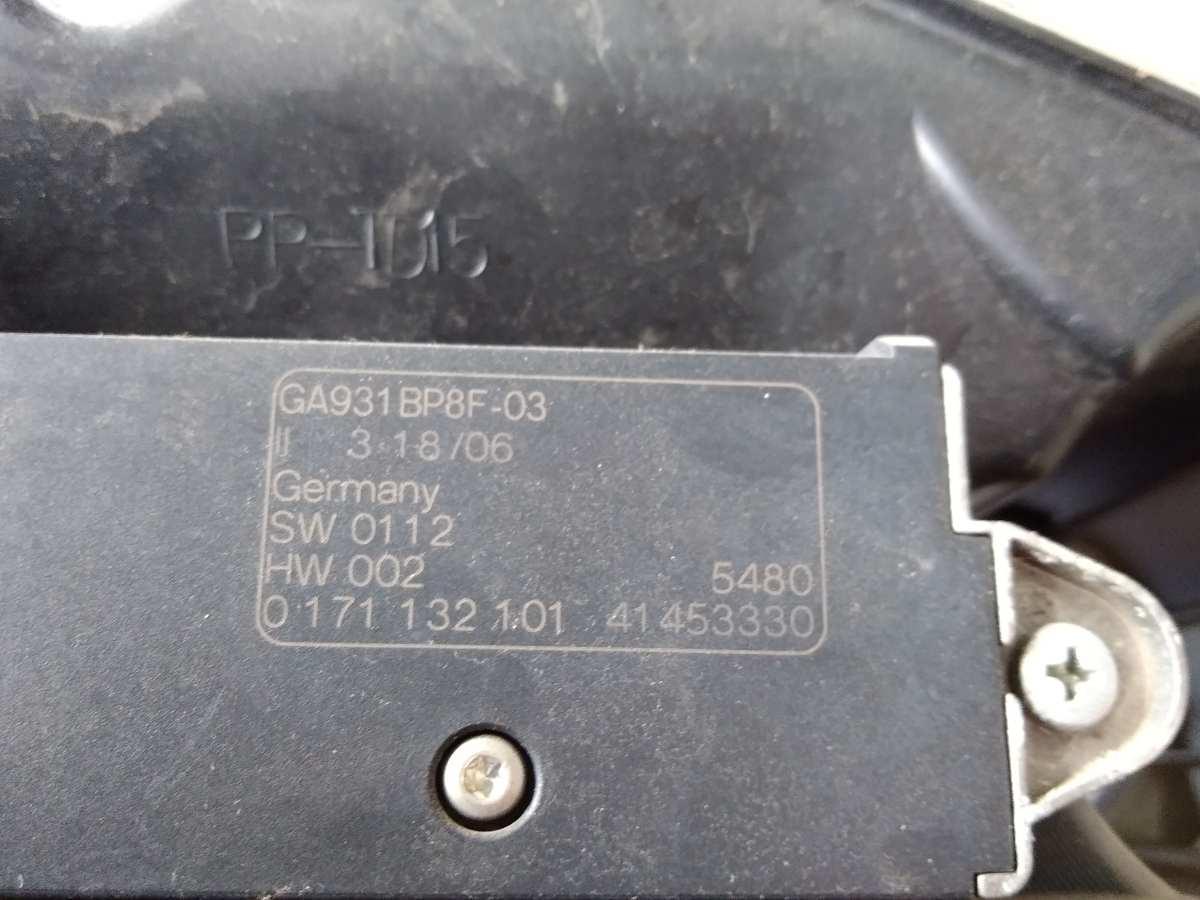 PP-TD15
GA931BP8F-03
II 3 18/06
Germany
SW 0112
HW 002 5480
0 171 132 101 41453330